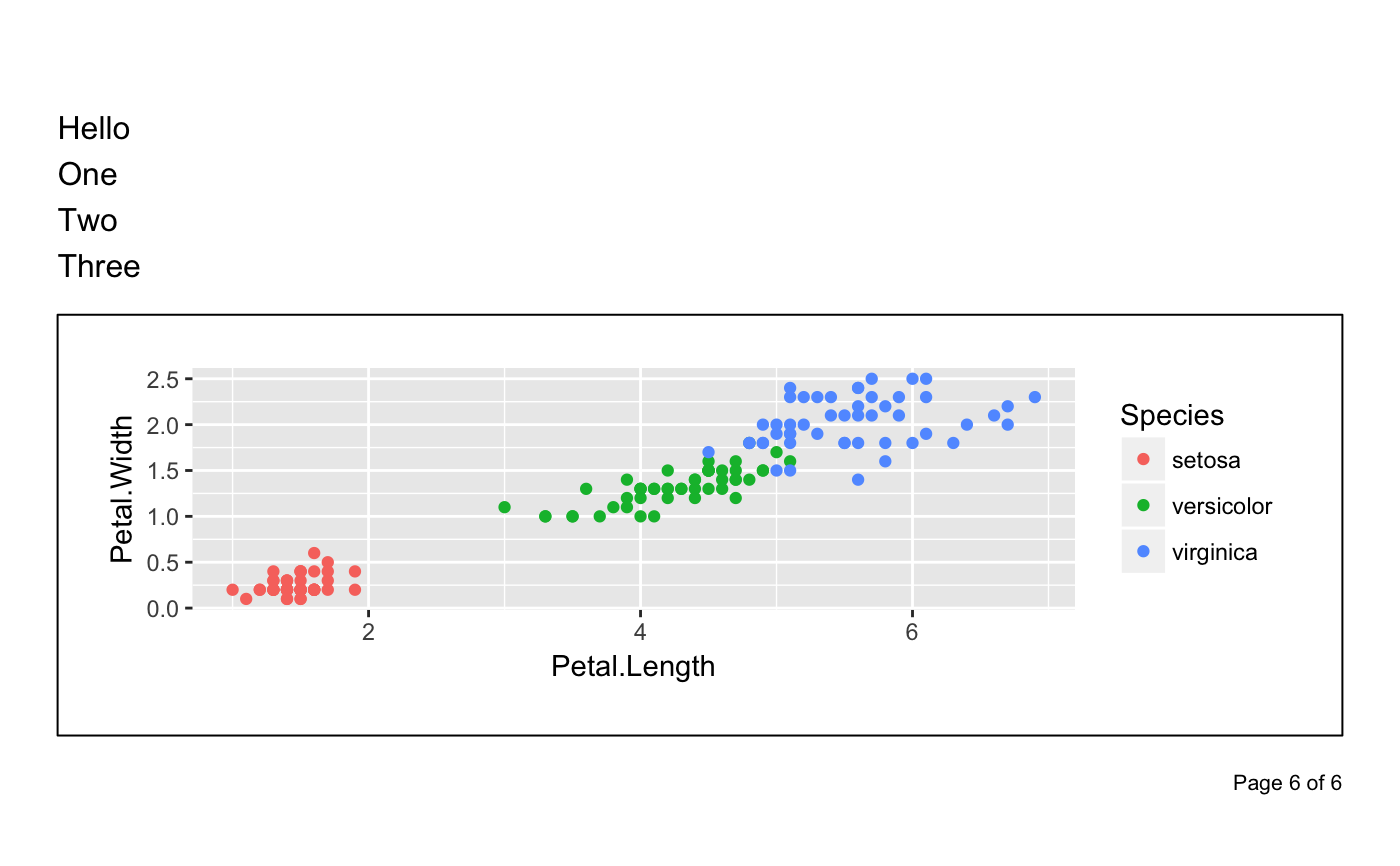 Hello
One
Two
Three
2.5
2.0
1.5
1.0
0.5
0.0
Petal.Width
2 4 6
Petal.Length
Species
setosa
versicolor
virginica
Page 6 of 6